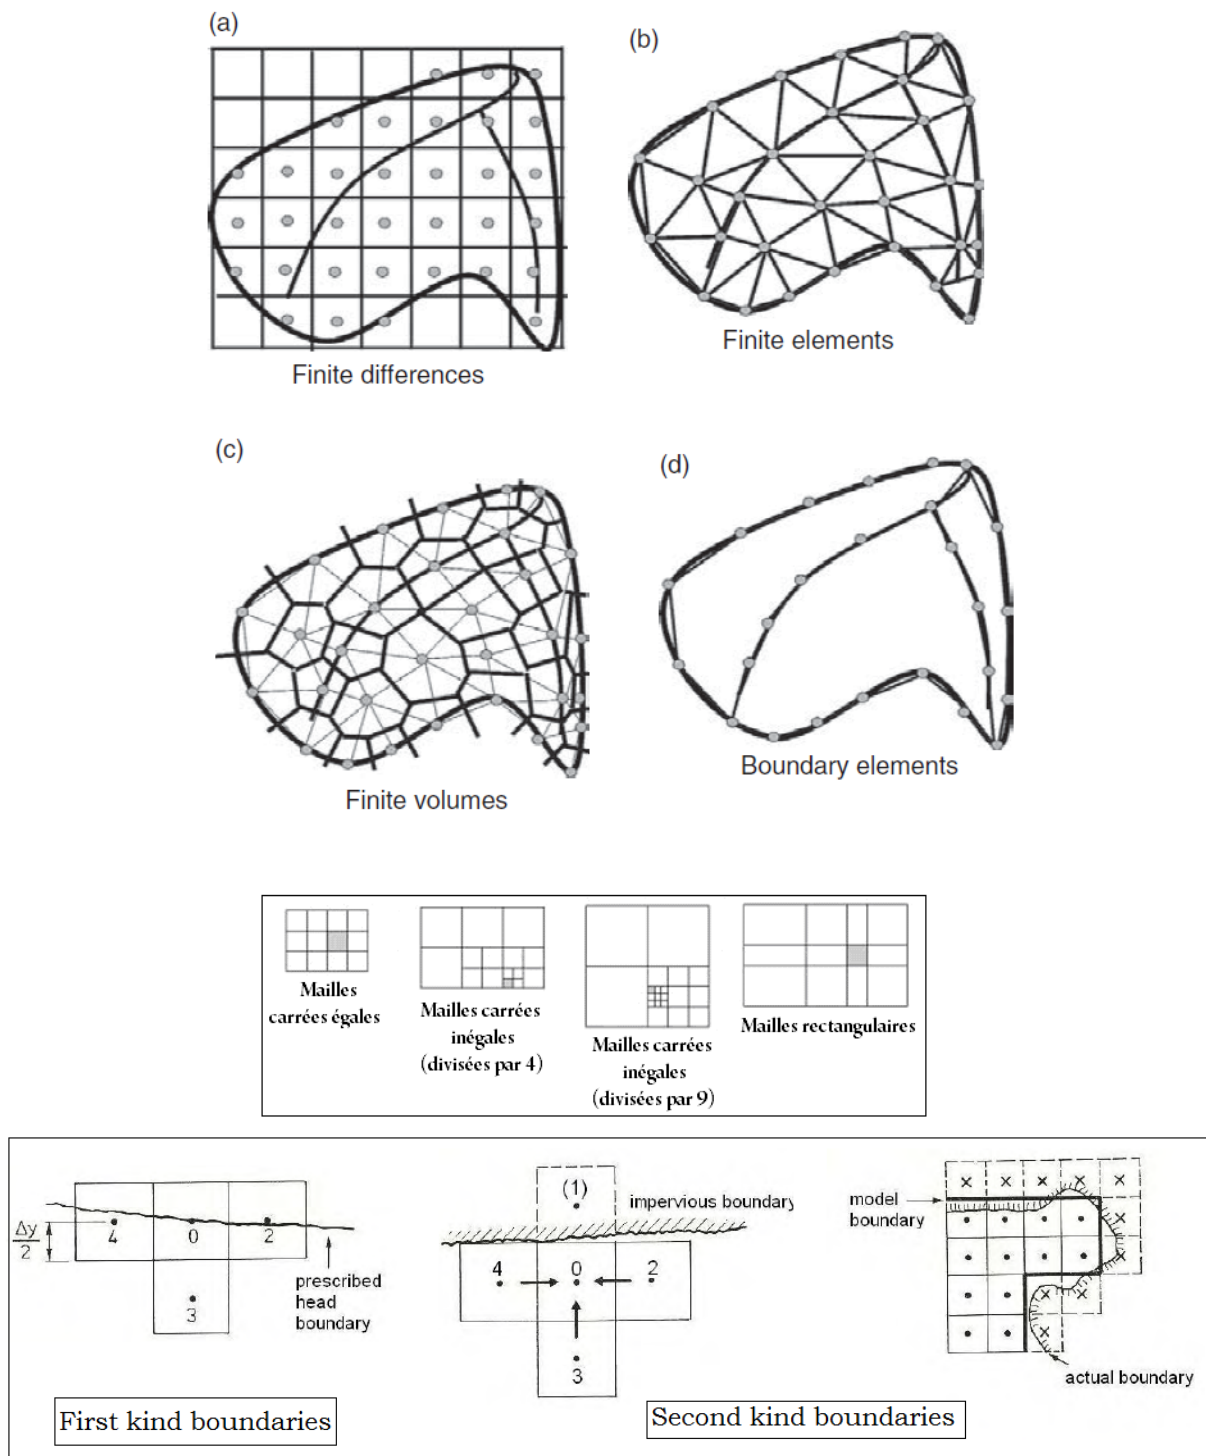 (a)
(b)
Finite differences
Finite elements
(c)
(d)
Finite volumes
Boundary elements
Mailles
carrées égales
Mailles carrées
inégales
(divisées par 4)
Mailles carrées
inégales
(divisées par 9)
Mailles rectangulaires
Δy
2
4
0
2
3
prescribed
head
boundary
First kind boundaries
(1)
impervious boundary
4
0
2
3
Second kind boundaries
model
boundary
actual boundary